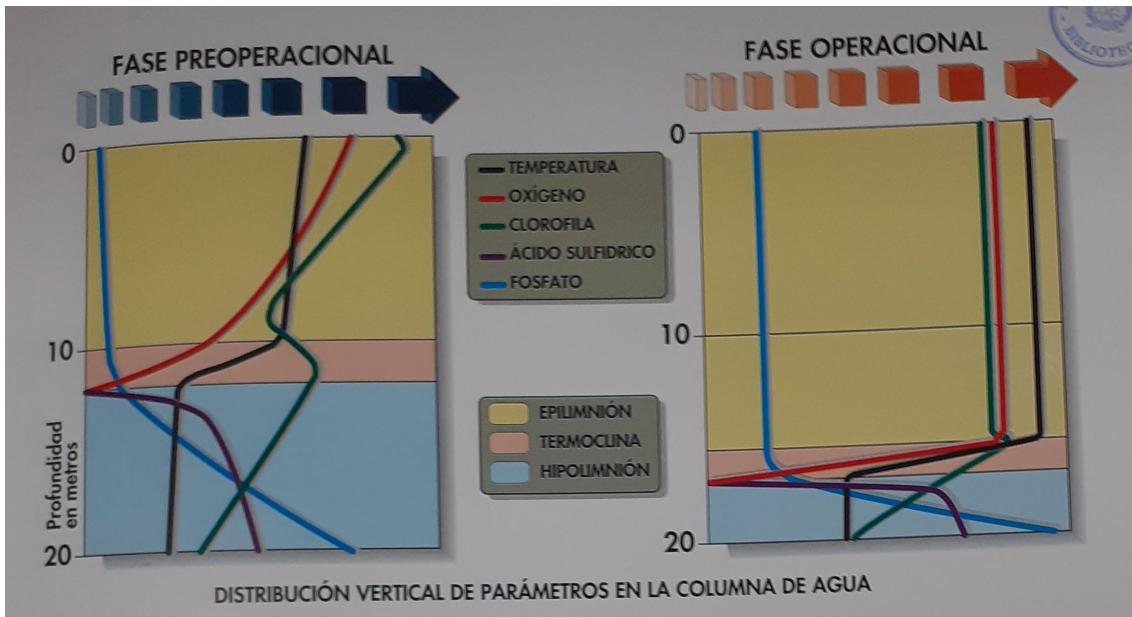 FASE PREOPERACIONAL
FASE OPERACIONAL
0
10
20
Profundidad
en metros
TEMPERATURA
OXÍGENO
CLOROFILA
ÁCIDO SULFIDRICO
FOSFATO
EPILIMNIÓN
TERMOCLINA
HIPOLIMNIÓN
0
10
20
DISTRIBUCIÓN VERTICAL DE PARÁMETROS EN LA COLUMNA DE AGUA